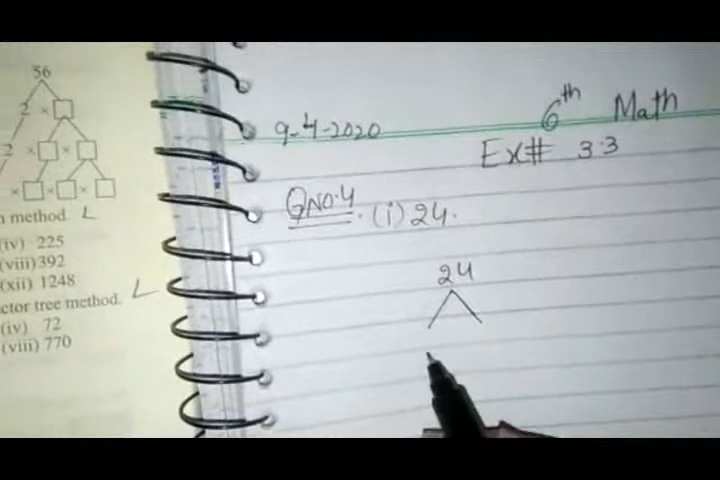 56
2 ×
2 × ×
× × ×
method. L
(iv) 225
(viii) 392
(xii) 1248
ctor tree method. L
(iv) 72
(viii) 770
9-4-2020
6th Math
Ex# 3.3
QNO.4. (i) 24.
24